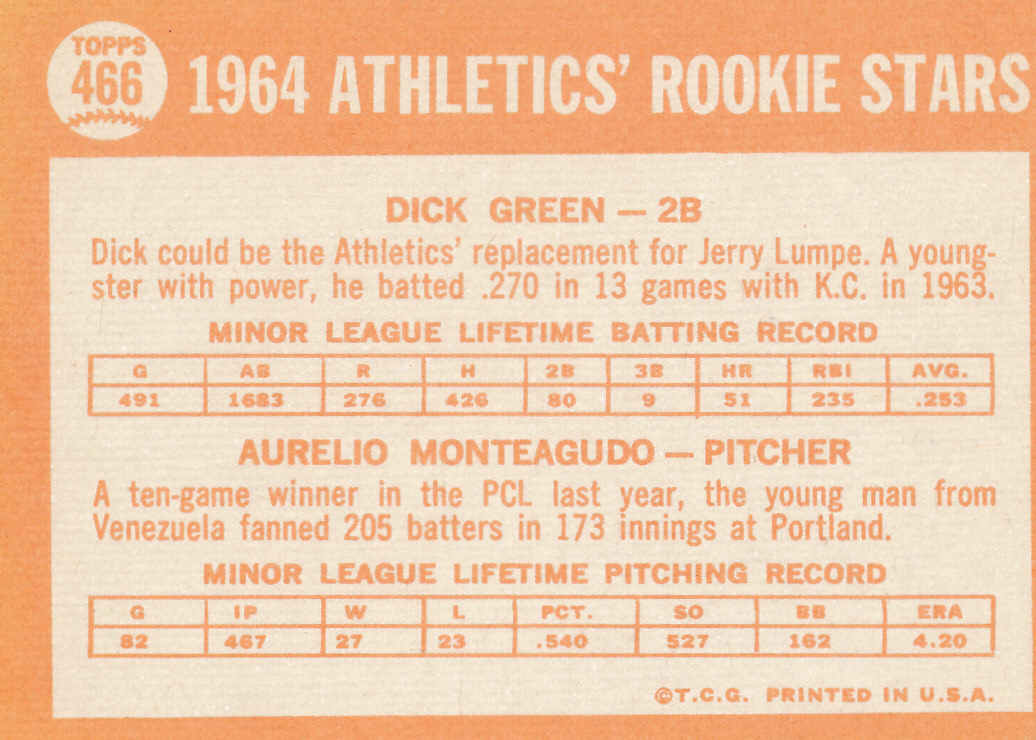 TOPPS
466
1964 ATHLETICS' ROOKIE STARS
DICK GREEN — 2B
Dick could be the Athletics' replacement for Jerry Lumpe. A young-
ster with power, he batted .270 in 13 games with K.C. in 1963.
MINOR LEAGUE LIFETIME BATTING RECORD
G AB R H 2B 3B HR RBI AVG.
491 1683 276 426 80 9 51 235 .253
AURELIO MONTEAGUDO — PITCHER
A ten-game winner in the PCL last year, the young man from
Venezuela fanned 205 batters in 173 innings at Portland.
MINOR LEAGUE LIFETIME PITCHING RECORD
G IP W L PCT. SO BB ERA
82 467 27 23 .540 527 162 4.20
©T.C.G. PRINTED IN U.S.A.